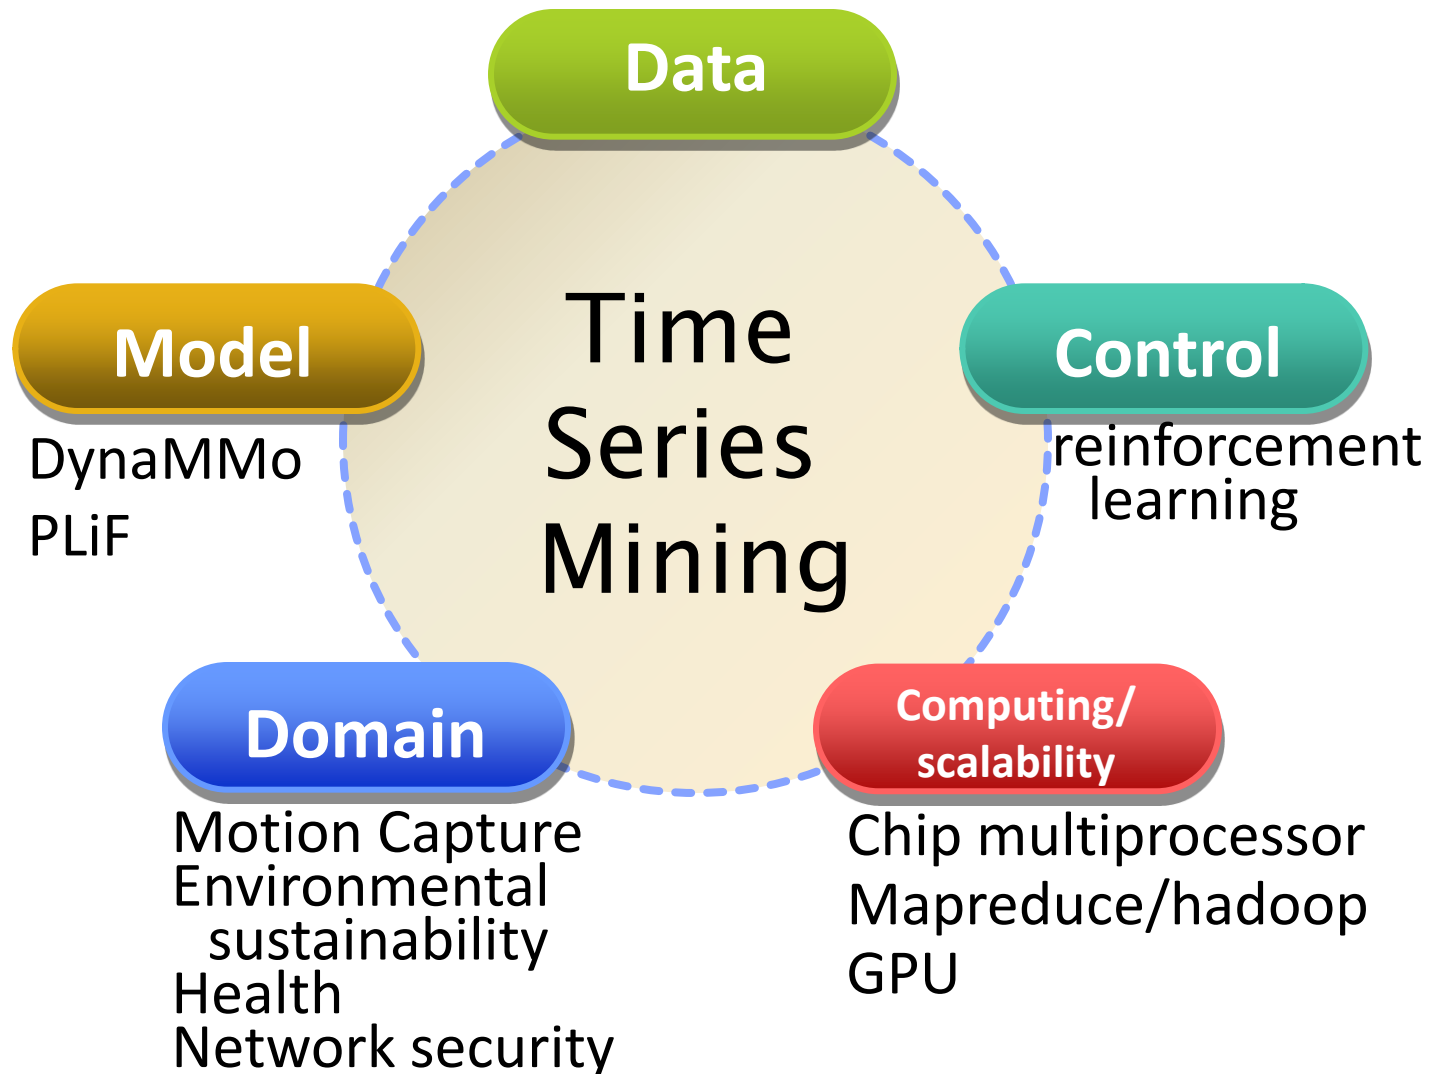 Data
Time
Series
Mining
Model
DynaMMo
PLiF
Control
reinforcement
learning
Domain
Motion Capture
Environmental
sustainability
Health
Network security
Computing/
scalability
Chip multiprocessor
Mapreduce/hadoop
GPU